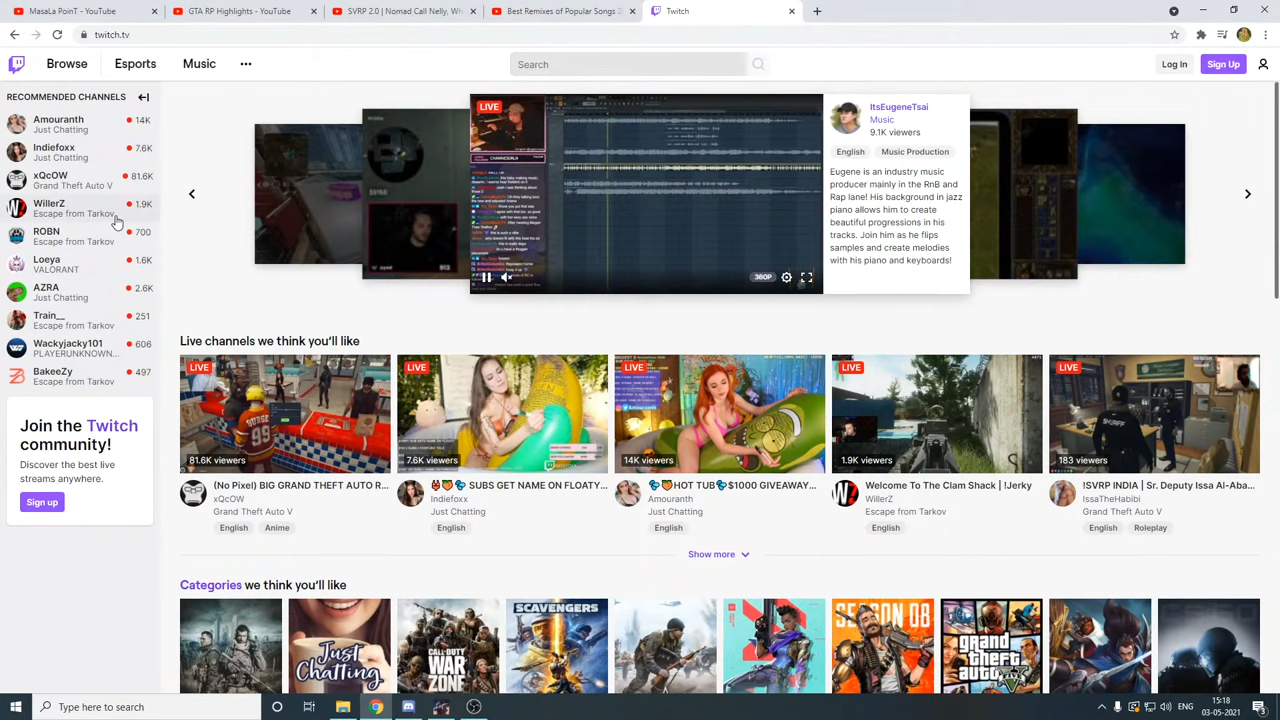 MasaLa PoinT - YouTube
GTA RP Highlights - YouTube
SVRP 2.0 | Nomad Call Nelly, Wh
Best Remixes of Popular Songs 2
Twitch
twitch.tv
Browse
Esports
Music
Search
Log In
Sign Up
RECOMMENDED CHANNELS
Amouranth
14K
Just Chatting
Indiefoxx
7.6K
Just Chatting
xQcOW
81.6K
Grand Theft Auto V
WillerZ
1.9K
Escape from Tarkov
700
Escape from Tarkov
1.6K
VALORANT
2.6K
Just Chatting
Train__
251
Escape from Tarkov
Wackyjacky101
606
PLAYERUNKNOWN...
BakeeZy
497
Escape from Tarkov
Join the Twitch
community!
Discover the best live
streams anywhere.
Sign up
LIVE
360P
ItsEugeneTsai
Music
9.1K viewers
English
Music Production
Eugene is an independent
producer mainly in the RnB and
Rap lane! His background in jazz
piano allows him to create
beautiful progressions in his
tracks. Join him as he flips
samples and create melodies
with his piano and keyboards!
Live channels we think you'll like
LIVE
81.6K viewers
(No Pixel) BIG GRAND THEFT AUTO R...
xQcOW
Grand Theft Auto V
English
Anime
LIVE
7.6K viewers
SUBS GET NAME ON FLOATY...
Indiefoxx
Just Chatting
English
LIVE
14K viewers
HOT TUB $1000 GIVEAWAY...
Amouranth
Just Chatting
English
LIVE
1.9K viewers
Welcome To The Clam Shack | !Jerky
WillerZ
Escape from Tarkov
English
LIVE
183 viewers
!SVRP INDIA | Sr. Deputy Issa Al-Aba...
IssaTheHabibi
Grand Theft Auto V
English
Roleplay
Show more
Categories we think you'll like
Just Chatting
CALL OF DUTY
WARZONE
SCAVENGERS
SEASON 08
grand theft auto V
Type here to search
ENG
15:18
03-05-2021
3